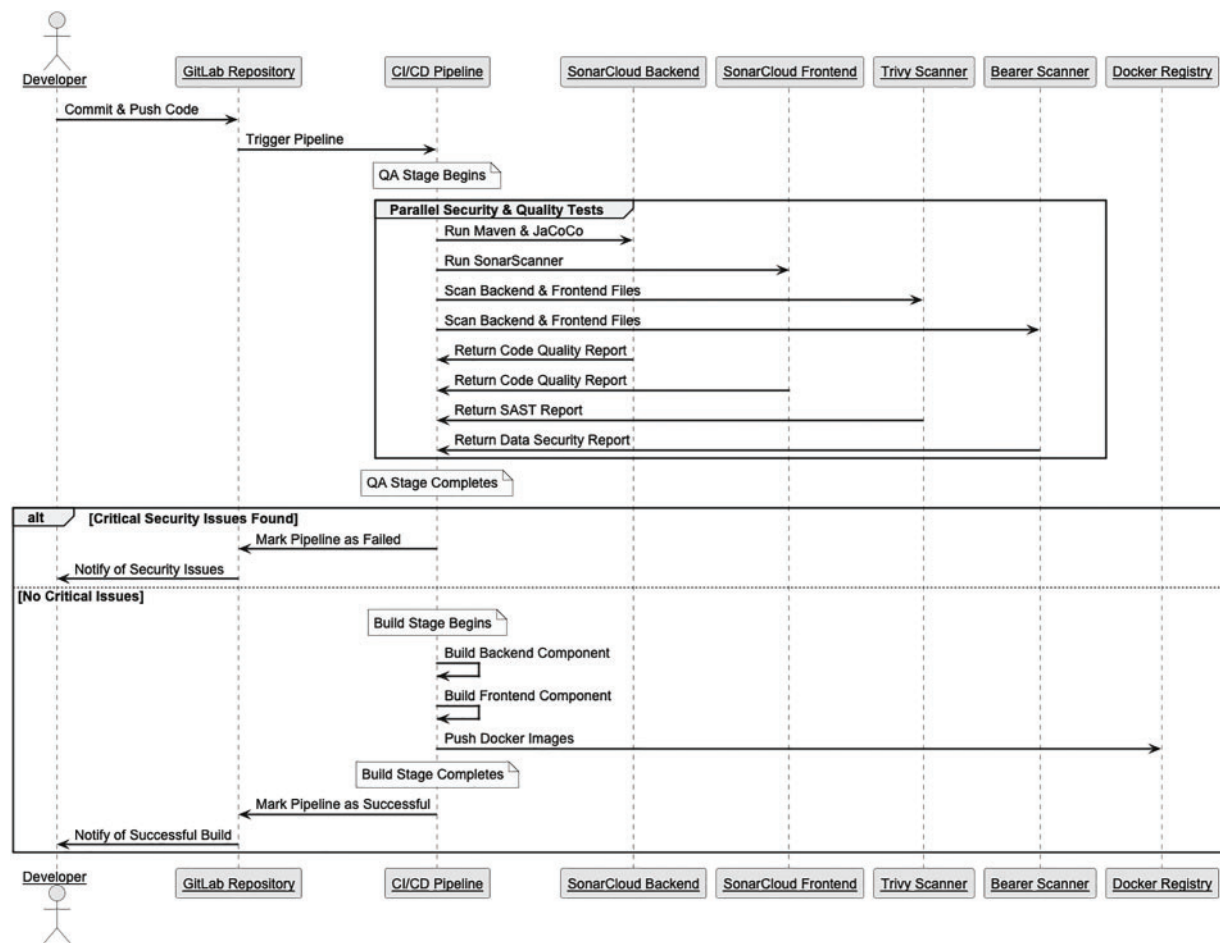 Developer
GitLab Repository
CI/CD Pipeline
SonarCloud Backend
SonarCloud Frontend
Trivy Scanner
Bearer Scanner
Docker Registry
Commit & Push Code
Trigger Pipeline
QA Stage Begins
Parallel Security & Quality Tests
Run Maven & JaCoCo
Run SonarScanner
Scan Backend & Frontend Files
Scan Backend & Frontend Files
Return Code Quality Report
Return Code Quality Report
Return SAST Report
Return Data Security Report
QA Stage Completes
alt
[Critical Security Issues Found]
Mark Pipeline as Failed
Notify of Security Issues
[No Critical Issues]
Build Stage Begins
Build Backend Component
Build Frontend Component
Push Docker Images
Build Stage Completes
Mark Pipeline as Successful
Notify of Successful Build
Developer
GitLab Repository
CI/CD Pipeline
SonarCloud Backend
SonarCloud Frontend
Trivy Scanner
Bearer Scanner
Docker Registry